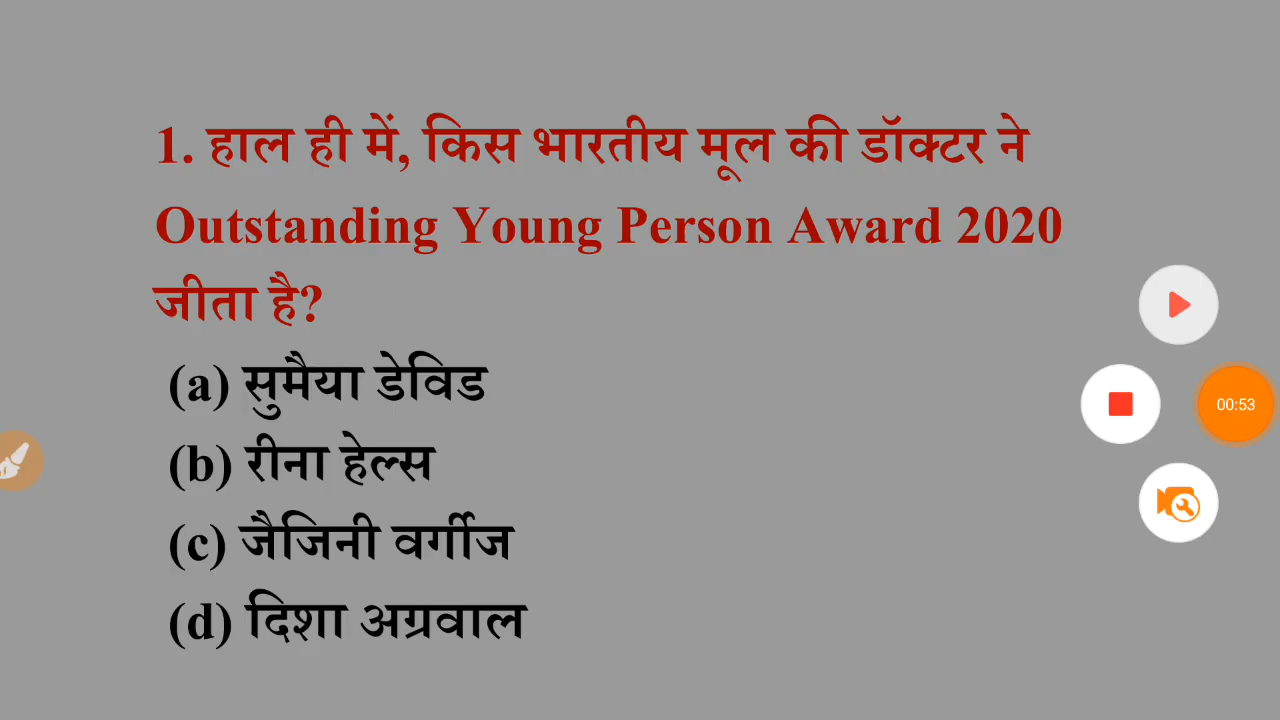 1. हाल ही में, किस भारतीय मूल की डॉक्टर ने
Outstanding Young Person Award 2020
जीता है?
(a) सुमैया डेविड
(b) रीना हेल्स
(c) जैजिनी वर्गीज
(d) दिशा अग्रवाल
00:53